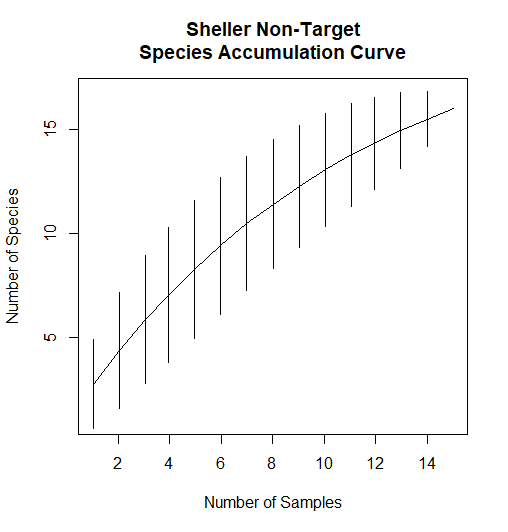 Sheller Non-Target
Species Accumulation Curve
Number of Species
15
10
5
2 4 6 8 10 12 14
Number of Samples